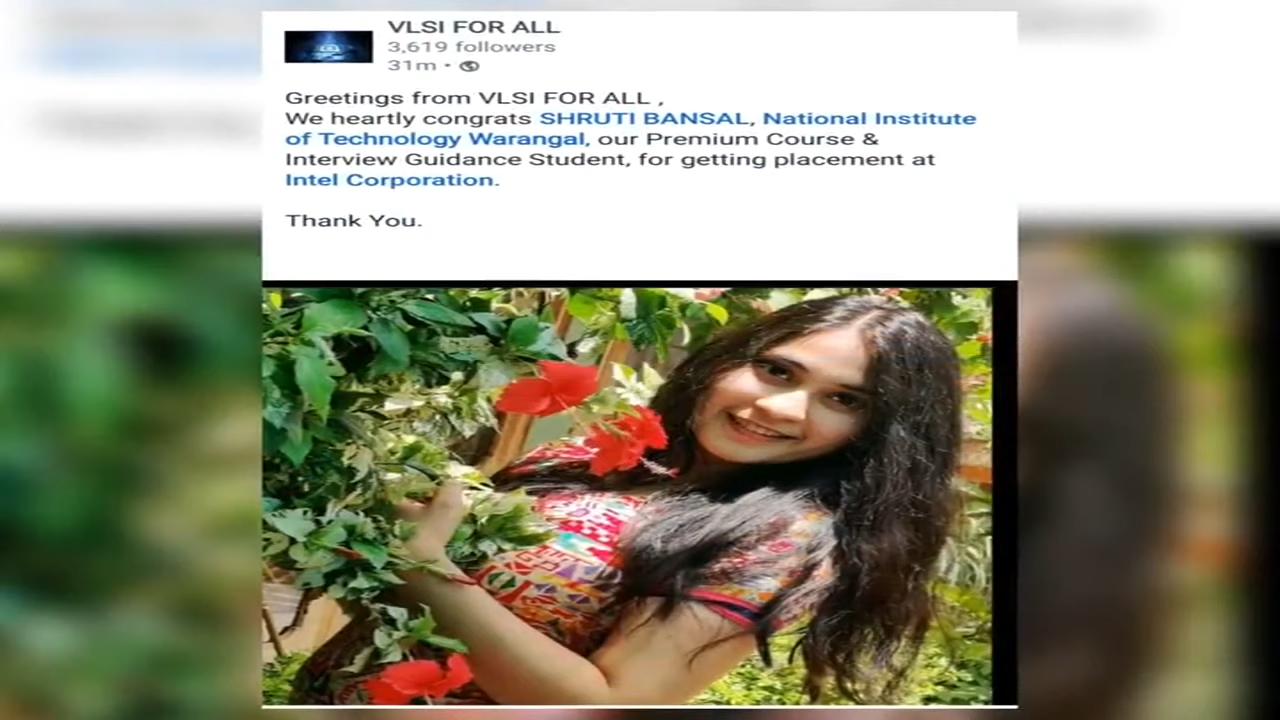 VLSI FOR ALL
3,619 followers
31m •
Greetings from VLSI FOR ALL ,
We heartly congrats SHRUTI BANSAL, National Institute
of Technology Warangal, our Premium Course &
Interview Guidance Student, for getting placement at
Intel Corporation.
Thank You.